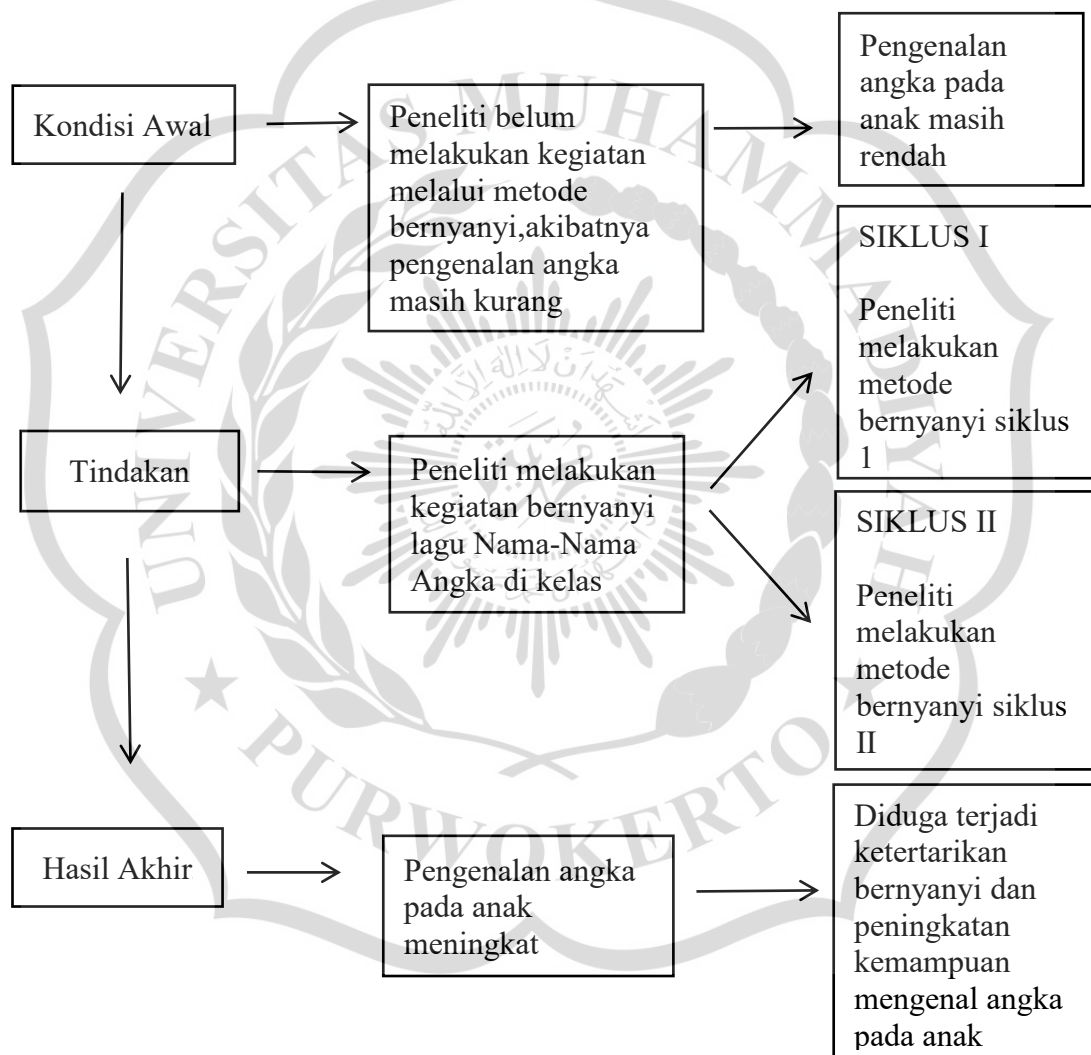 Kondisi Awal
Peneliti belum
melakukan kegiatan
melalui metode
bernyanyi,akibatnya
pengenalan angka
masih kurang
Pengenalan
angka pada
anak masih
rendah
Tindakan
Peneliti melakukan
kegiatan bernyanyi
lagu Nama-Nama
Angka di kelas
SIKLUS I
Peneliti
melakukan
metode
bernyanyi siklus
1
SIKLUS II
Peneliti
melakukan
metode
bernyanyi siklus
II
Hasil Akhir
Pengenalan angka
pada anak
meningkat
Diduga terjadi
ketertarikan
bernyanyi dan
peningkatan
kemampuan
mengenal angka
pada anak
UNIVERSITAS MUHAMMADIYAH
PURWOKERTO